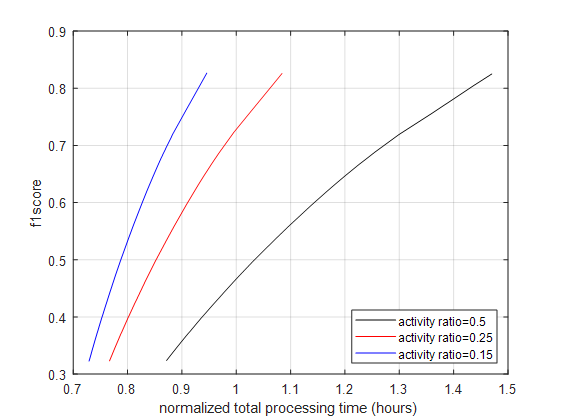 0.9
0.8
0.7
0.6
0.5
0.4
0.3
f1score
activity ratio=0.5
activity ratio=0.25
activity ratio=0.15
0.7 0.8 0.9 1 1.1 1.2 1.3 1.4 1.5
normalized total processing time (hours)